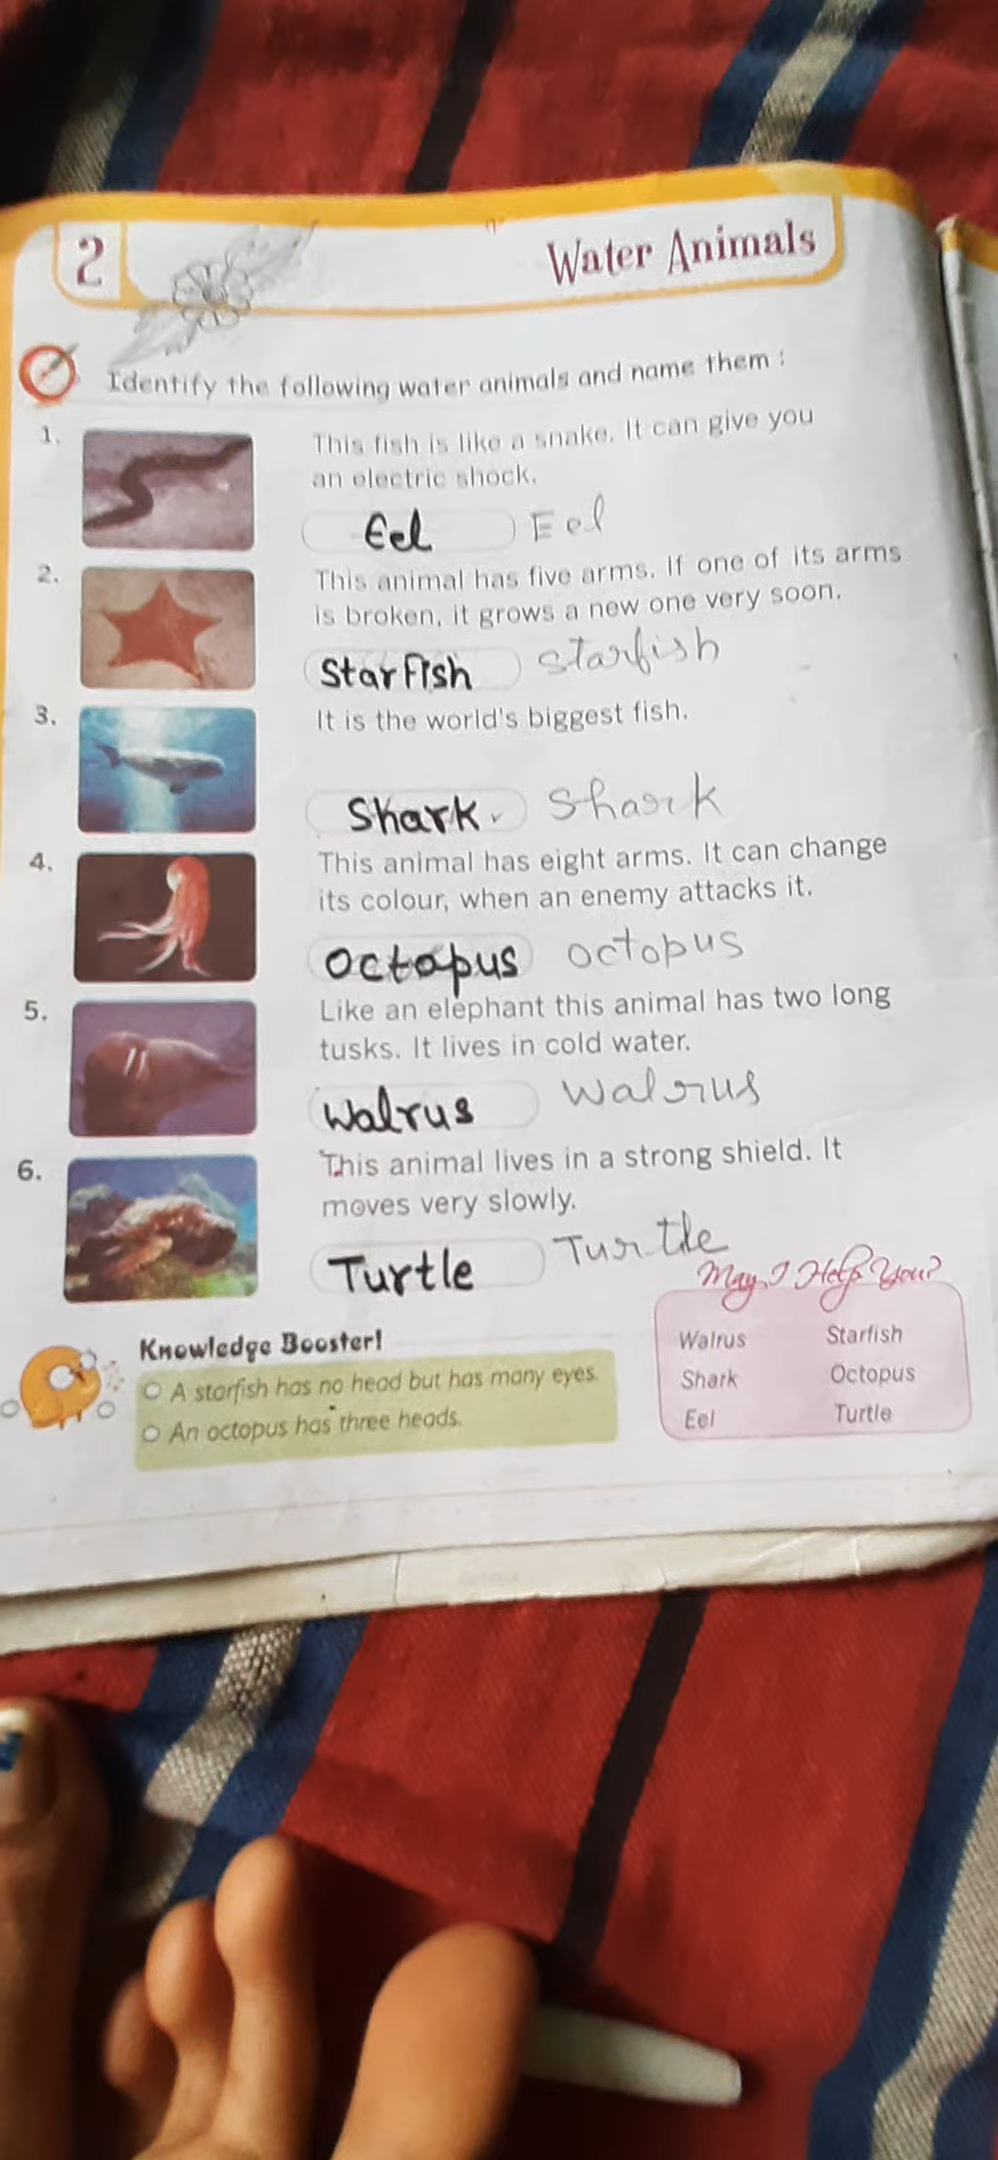 2
Water Animals
Identify the following water animals and name them :
1.
This fish is like a snake. It can give you
an electric shock.
Eel Eel
2.
This animal has five arms. If one of its arms
is broken, it grows a new one very soon.
Starfish starfish
3.
It is the world's biggest fish.
Shark Shark
4.
This animal has eight arms. It can change
its colour, when an enemy attacks it.
Octopus octopus
5.
Like an elephant this animal has two long
tusks. It lives in cold water.
Walrus Walrus
6.
This animal lives in a strong shield. It
moves very slowly.
Turtle Turtle
May I Help You?
Walrus Starfish
Shark Octopus
Eel Turtle
Knowledge Booster!
A starfish has no head but has many eyes.
An octopus has three heads.